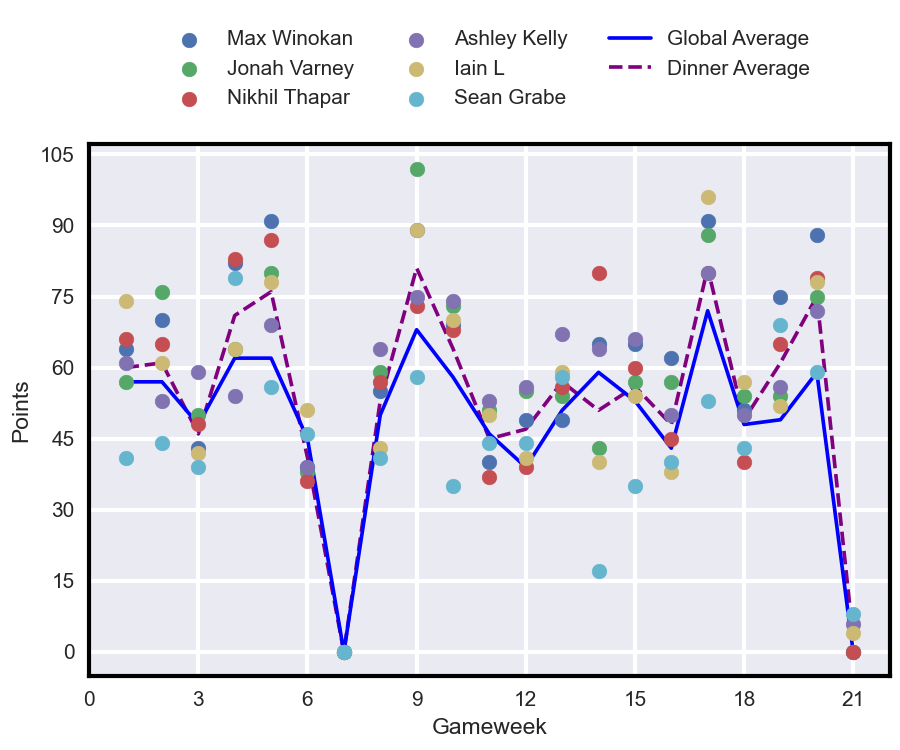 Max Winokan
Jonah Varney
Nikhil Thapar
Ashley Kelly
Iain L
Sean Grabe
Global Average
Dinner Average
105
90
75
60
45
30
15
0
Points
0 3 6 9 12 15 18 21
Gameweek